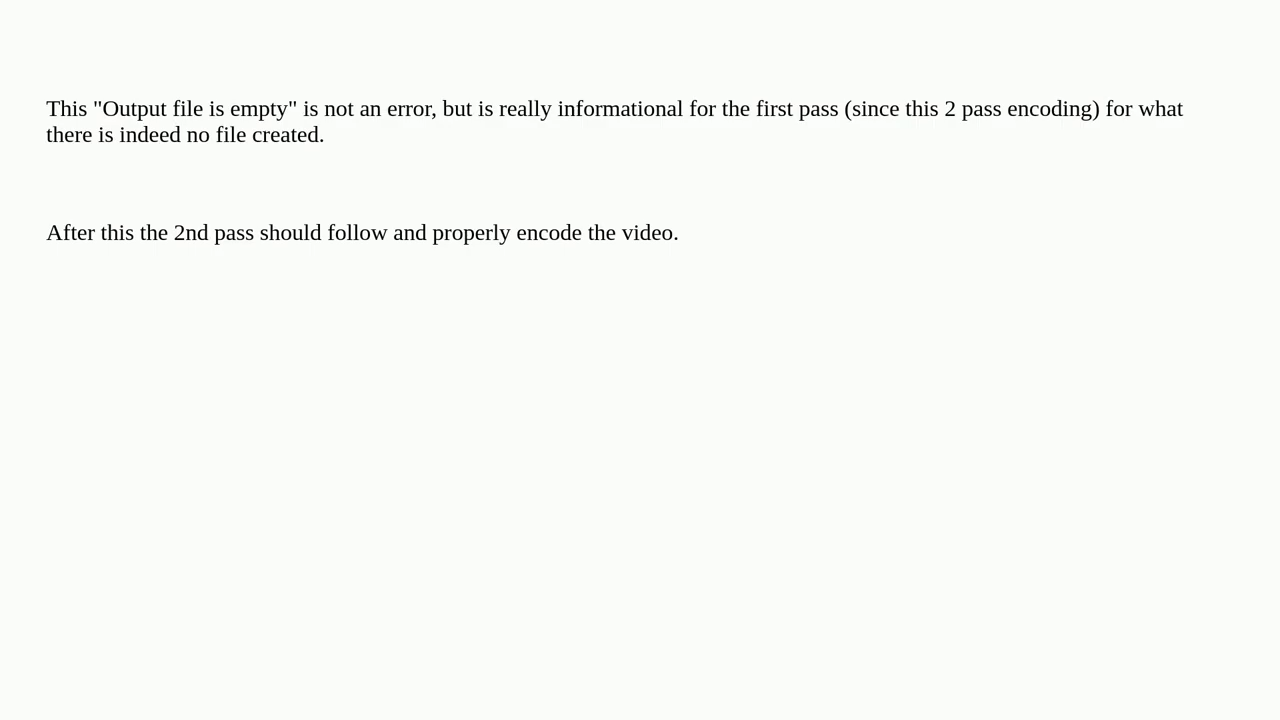 This "Output file is empty" is not an error, but is really informational for the first pass (since this 2 pass encoding) for what
there is indeed no file created.
After this the 2nd pass should follow and properly encode the video.